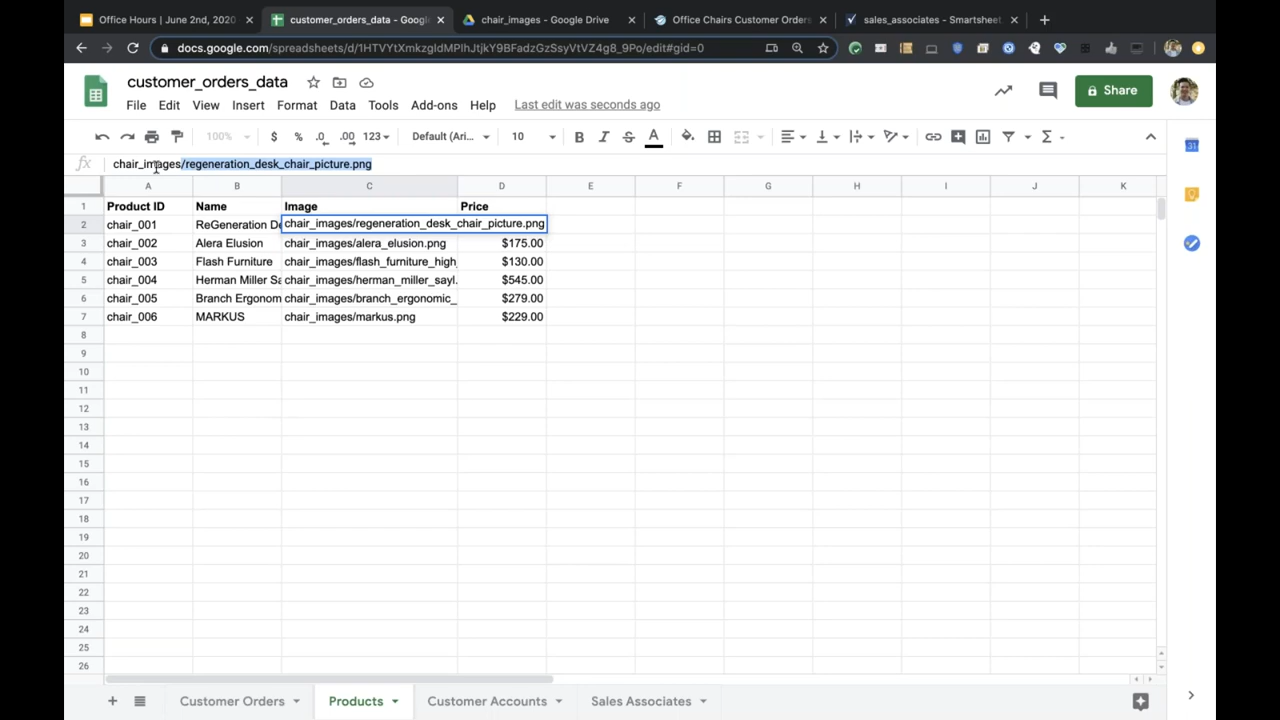 Office Hours | June 2nd, 2020
customer_orders_data - Googl
chair_images - Google Drive
Office Chairs Customer Orders
sales_associates - Smartsheet
docs.google.com/spreadsheets/d/1HTVYtXmkzgIdMPIhJtjkY9BFadzGzSsyVtVZ4g8_9Po/edit#gid=0
customer_orders_data
File Edit View Insert Format Data Tools Add-ons Help Last edit was seconds ago
Share
100% $ % .0 .00 123 Default (Ari... 10 B I S A
fx chair_images/regeneration_desk_chair_picture.png
A B C D E F G H I J K
1 Product ID Name Image Price
2 chair_001 ReGeneration De chair_images/regeneration_desk_chair_picture.png
3 chair_002 Alera Elusion chair_images/alera_elusion.png $175.00
4 chair_003 Flash Furniture chair_images/flash_furniture_high_ $130.00
5 chair_004 Herman Miller Sa chair_images/herman_miller_sayl. $545.00
6 chair_005 Branch Ergonom chair_images/branch_ergonomic_ $279.00
7 chair_006 MARKUS chair_images/markus.png $229.00
8
9
10
11
12
13
14
15
16
17
18
19
20
21
22
23
24
25
26
Customer Orders Products Customer Accounts Sales Associates